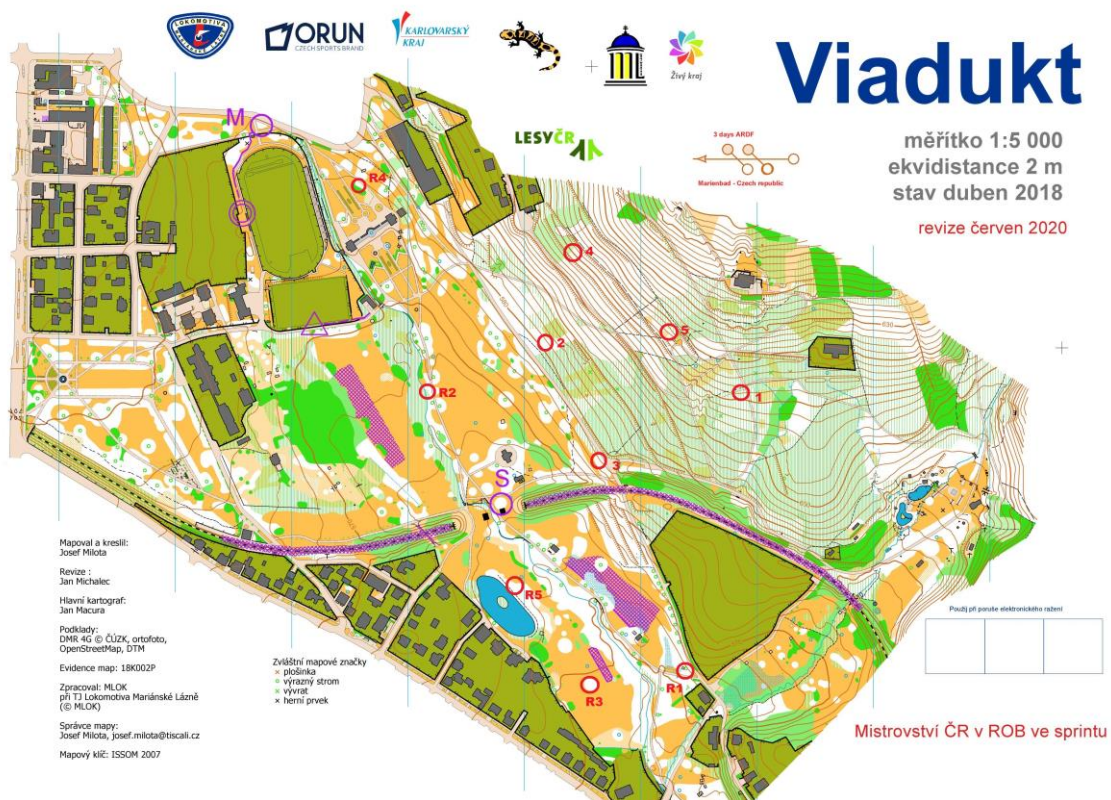 LOKOMOTIVA
ORUN
CZECH SPORTS BRAND
KARLOVARSKÝ
KRAJ
Živý kraj
Viadukt
měřítko 1:5 000
ekvidistance 2 m
stav duben 2018
revize červen 2020
LESYČR
3 days ARDF
Marienbad - Czech republic
M
R4
4
5
2
R2
1
3
S
R5
R1
R3
630
Mapoval a kreslil:
Josef Milota
Revize :
Jan Michalec
Hlavní kartograf:
Jan Macura
Podklady:
DMR 4G © ČÚZK, ortofoto,
OpenStreetMap, DTM
Evidence map: 18K002P
Zpracoval: MLOK
při TJ Lokomotiva Mariánské Lázně
(© MLOK)
Správce mapy:
Josef Milota, josef.milota@tiscali.cz
Mapový klíč: ISSOM 2007
Zvláštní mapové značky
× plošinka
○ výrazný strom
× vývrat
× herní prvek
Použij při poruše elektronického ražení
Mistrovství ČR v ROB ve sprintu